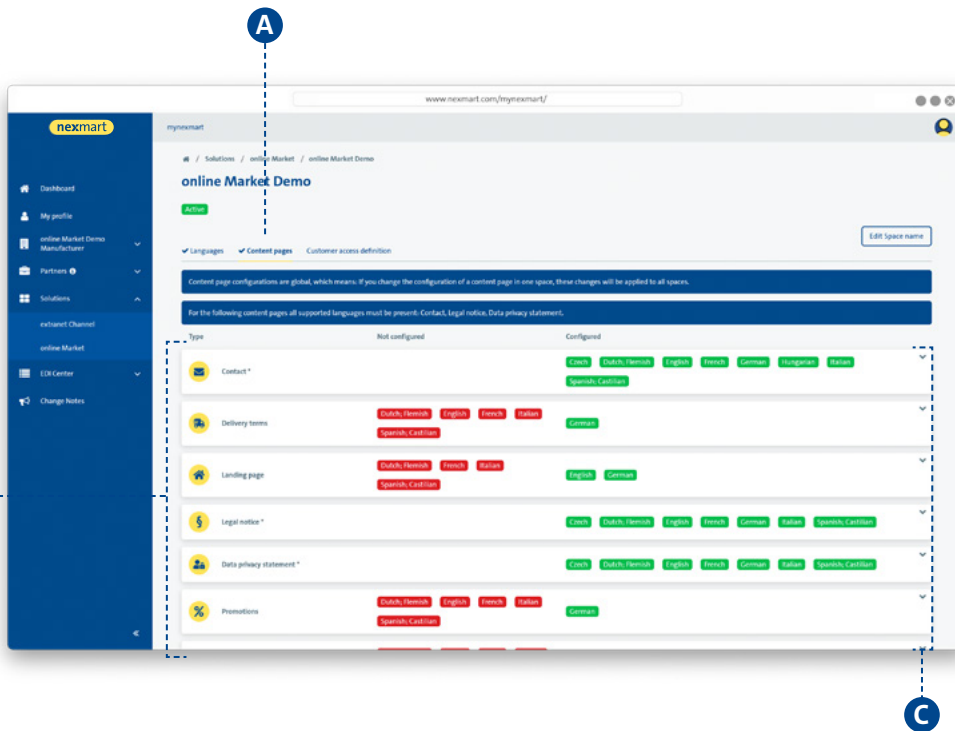 A
www.nexmart.com/mynexmart/
nexmart
mynexmart
/ Solutions / online Market / online Market Demo
online Market Demo
Active
Edit Space name
Languages Content pages Customer access definition
Dashboard
My profile
online Market Demo
Manufacturer
Partners
Solutions
extranet Channel
online Market
EDI Center
Change Notes
Content page configurations are global, which means: If you change the configuration of a content page in one space, these changes will be applied to all spaces.
For the following content pages all supported languages must be present: Contact, Legal notice, Data privacy statement.
Type Not configured Configured
Contact * Czech Dutch; Flemish English French German Hungarian Italian
Spanish; Castilian
Delivery terms Dutch; Flemish English French Italian German
Spanish; Castilian
Landing page Dutch; Flemish French Italian English German
Spanish; Castilian
§ Legal notice * Czech Dutch; Flemish English French German Italian Spanish; Castilian
Data privacy statement * Czech Dutch; Flemish English French German Italian Spanish; Castilian
% Promotions Dutch; Flemish English French Italian German
Spanish; Castilian
C